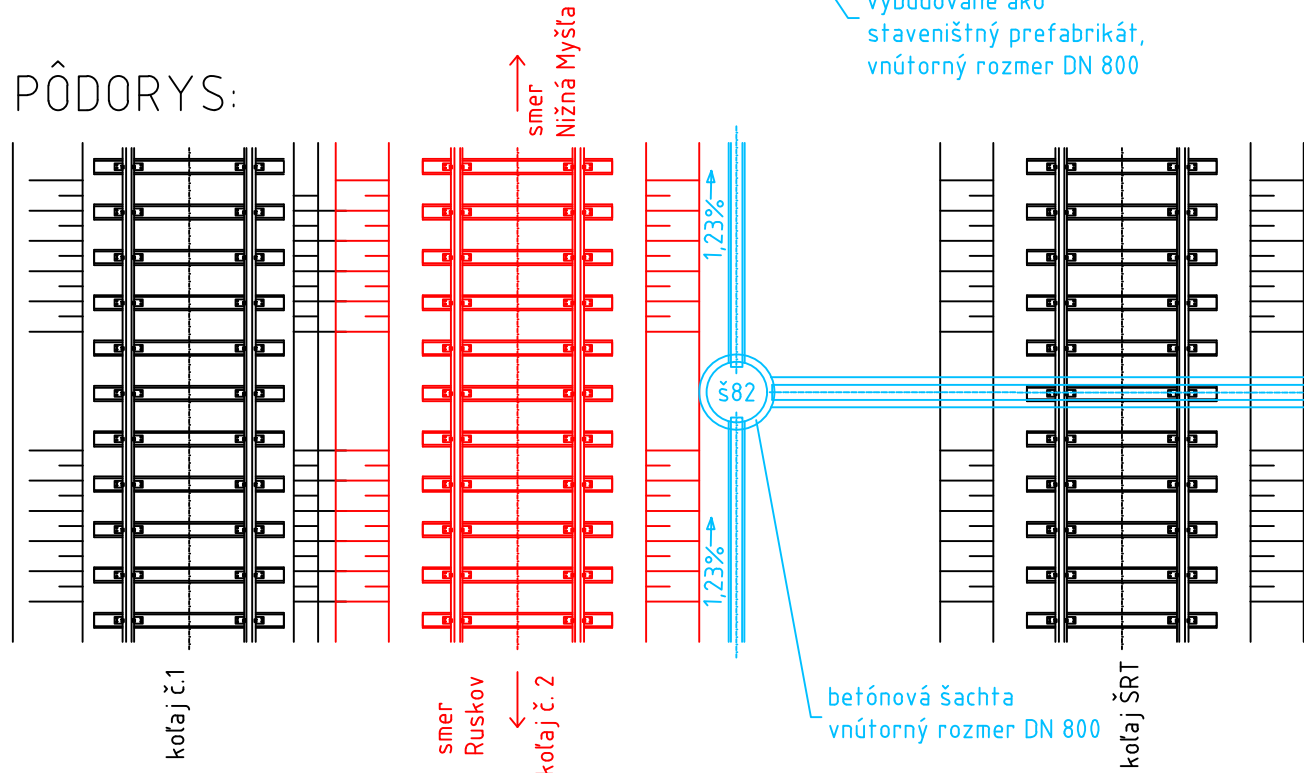 vybudované ako
staveništný prefabrikát,
vnútorný rozmer DN 800
PÔDORYS:
smer
Nižná Myšľa
1,23%
š82
1,23%
koľaj č.1
smer
Ruskov
koľaj č. 2
betónová šachta
vnútorný rozmer DN 800
koľaj ŠRT